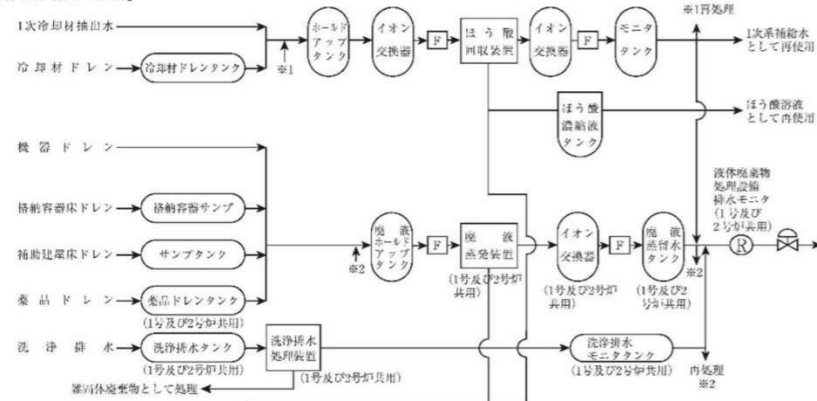 1次冷却材抽出水
冷却材ドレン
冷却材ドレンタンク
※1
ホールド
アップ
タンク
イオン
交換器
F
ほう酸
回収装置
イオン
交換器
F
モニタ
タンク
※1再処理
1次系補給水
として再使用
ほう酸
濃縮液
タンク
ほう酸溶液
として再使用
機器ドレン
格納容器床ドレン
格納容器サンプ
補助建屋床ドレン
サンプタンク
薬品ドレン
薬品ドレンタンク
(1号及び2号炉共用)
※2
廃液
ホールド
アップ
タンク
F
廃液
蒸発装置
(1号及び2号炉
共用)
イオン
交換器
(1号及び2号炉
共用)
F
廃液
蒸留水
タンク
(1号及び2
号炉共用)
※2
液体廃棄物
処理設備
排水モニタ
(1号及び
2号炉共用)
R
洗浄排水
洗浄排水タンク
(1号及び2号炉共用)
洗浄排水
処理装置
(1号及び2号炉共用)
洗浄排水
モニタタンク
(1号及び2号炉共用)
再処理
※2
雑固体廃棄物として処理